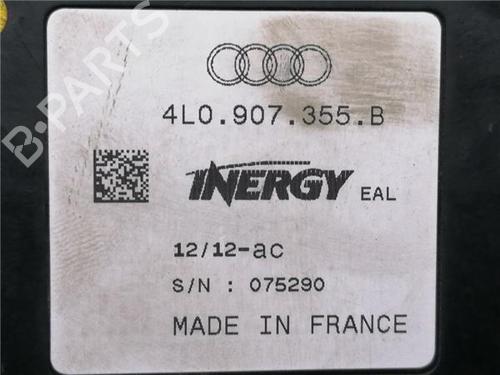 4L0.907.355.B
INERGY EAL
12/12-ac
S/N : 075290
MADE IN FRANCE
B-PARTS